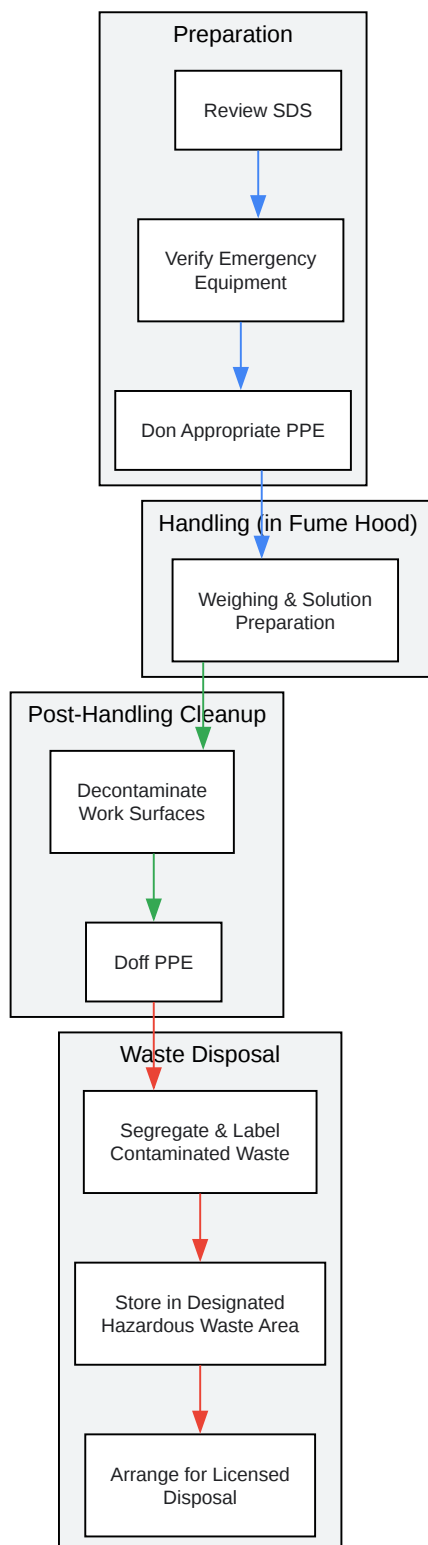 Preparation
Review SDS
Verify Emergency
Equipment
Don Appropriate PPE
Handling (in Fume Hood)
Weighing & Solution
Preparation
Post-Handling Cleanup
Decontaminate
Work Surfaces
Doff PPE
Waste Disposal
Segregate & Label
Contaminated Waste
Store in Designated
Hazardous Waste Area
Arrange for Licensed
Disposal